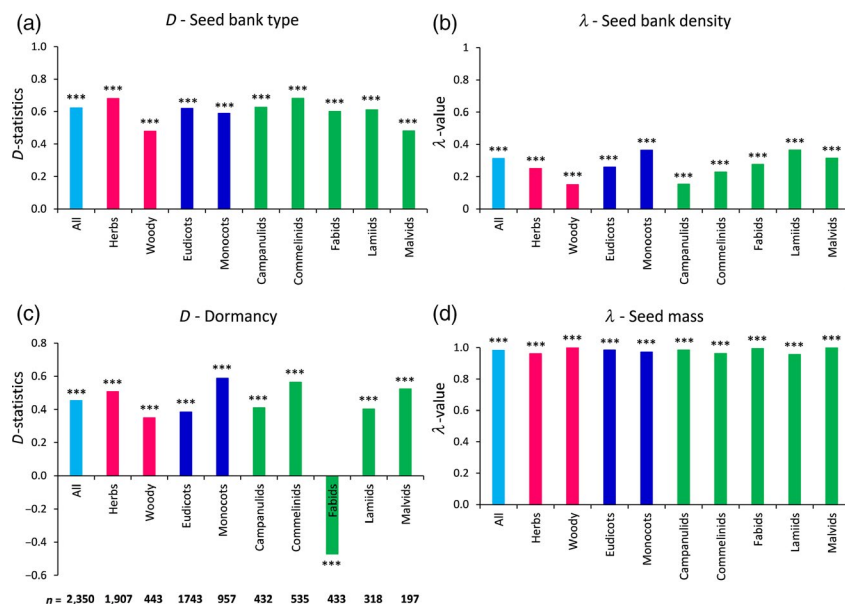 (a)
D - Seed bank type
D-statistics
1.0
0.8
0.6
0.4
0.2
0.0
***
***
***
***
***
***
***
***
***
***
All
Herbs
Woody
Eudicots
Monocots
Campanulids
Commelinids
Fabids
Lamiids
Malvids
(b)
λ - Seed bank density
λ-value
1
0.8
0.6
0.4
0.2
0
***
***
***
***
***
***
***
***
***
***
All
Herbs
Woody
Eudicots
Monocots
Campanulids
Commelinids
Fabids
Lamiids
Malvids
(c)
D - Dormancy
D-statistics
0.8
0.6
0.4
0.2
0.0
−0.2
−0.4
−0.6
***
***
***
***
***
***
***
***
***
***
All
Herbs
Woody
Eudicots
Monocots
Campanulids
Commelinids
Fabids
Lamiids
Malvids
n = 2,350 1,907 443 1743 957 432 535 433 318 197
(d)
λ - Seed mass
λ-value
1.0
0.8
0.6
0.4
0.2
0.0
***
***
***
***
***
***
***
***
***
***
All
Herbs
Woody
Eudicots
Monocots
Campanulids
Commelinids
Fabids
Lamiids
Malvids